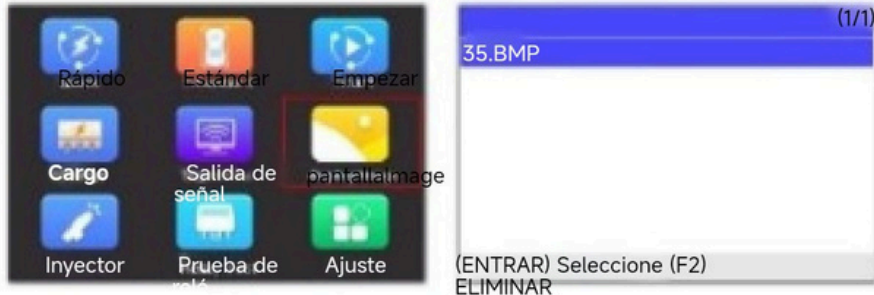 Rápido
Estándar
Empezar
Cargo
Salida de
señal
pantallaImage
Inyector
Prueba de
relé
Ajuste
(1/1)
35.BMP
(ENTRAR) Seleccione (F2)
ELIMINAR